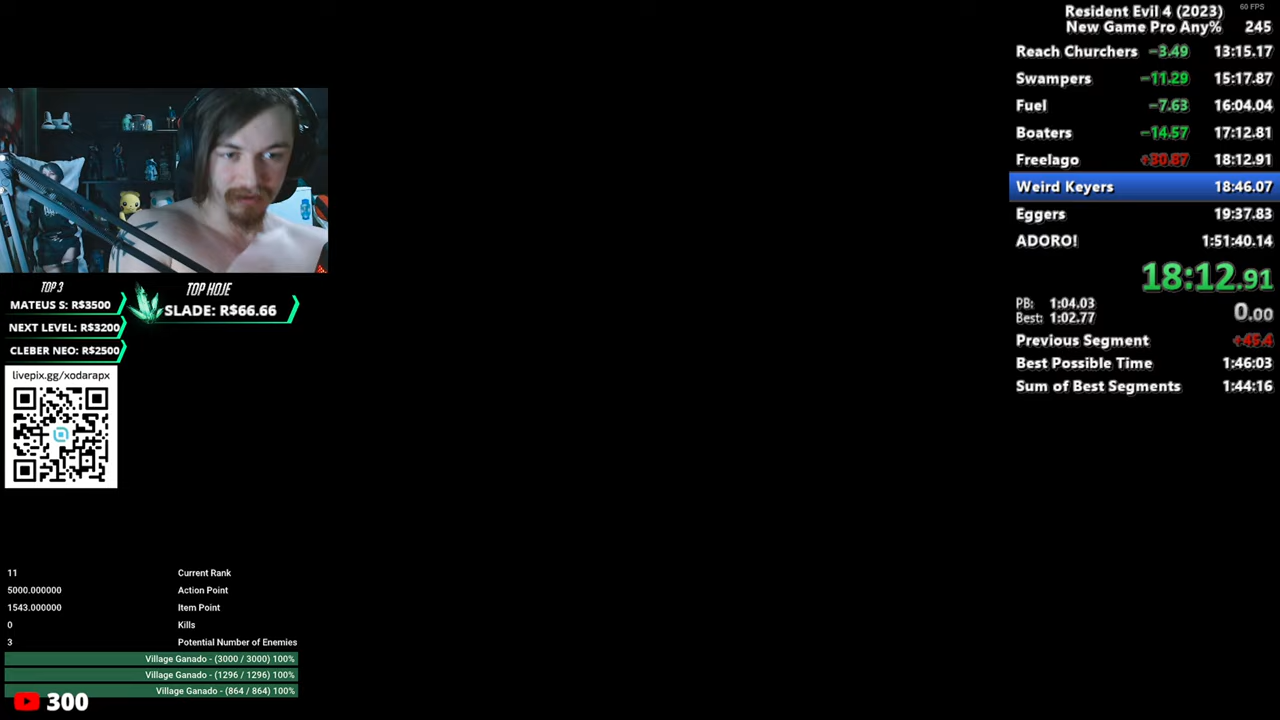 60 FPS
Resident Evil 4 (2023)
New Game Pro Any% 245
Reach Churchers -3.49 13:15.17
Swampers -11.29 15:17.87
Fuel -7.63 16:04.04
Boaters -14.57 17:12.81
Freelago +30.87 18:12.91
Weird Keyers 18:46.07
Eggers 19:37.83
ADORO! 1:51:40.14
18:12.91
PB: 1:04.03
Best: 1:02.77
0.00
Previous Segment +45.4
Best Possible Time 1:46:03
Sum of Best Segments 1:44:16
TOP 3
MATEUS S: R$3500
NEXT LEVEL: R$3200
CLEBER NEO: R$2500
TOP HOJE
SLADE: R$66.66
livepix.gg/xodarapx
11 Current Rank
5000.000000 Action Point
1543.000000 Item Point
0 Kills
3 Potential Number of Enemies
Village Ganado - (3000 / 3000) 100%
Village Ganado - (1296 / 1296) 100%
Village Ganado - (864 / 864) 100%
300